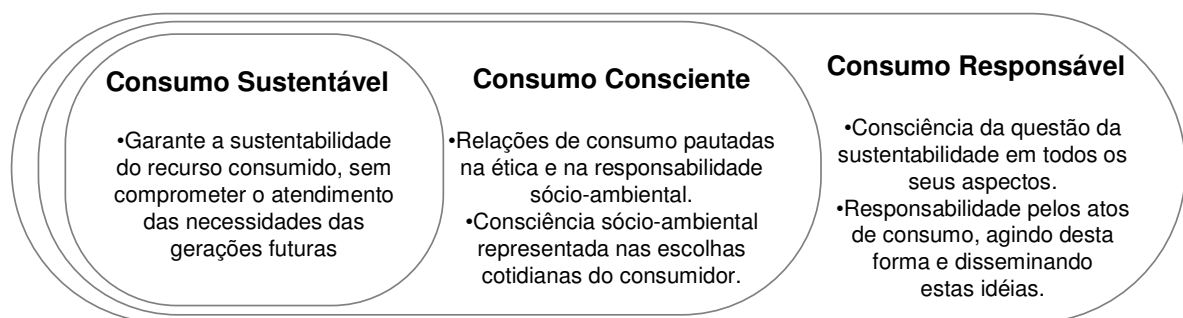 Consumo Sustentável
•Garante a sustentabilidade
do recurso consumido, sem
comprometer o atendimento
das necessidades das
gerações futuras
Consumo Consciente
•Relações de consumo pautadas
na ética e na responsabilidade
sócio-ambiental.
•Consciência sócio-ambiental
representada nas escolhas
cotidianas do consumidor.
Consumo Responsável
•Consciência da questão da
sustentabilidade em todos os
seus aspectos.
•Responsabilidade pelos atos
de consumo, agindo desta
forma e disseminando
estas idéias.